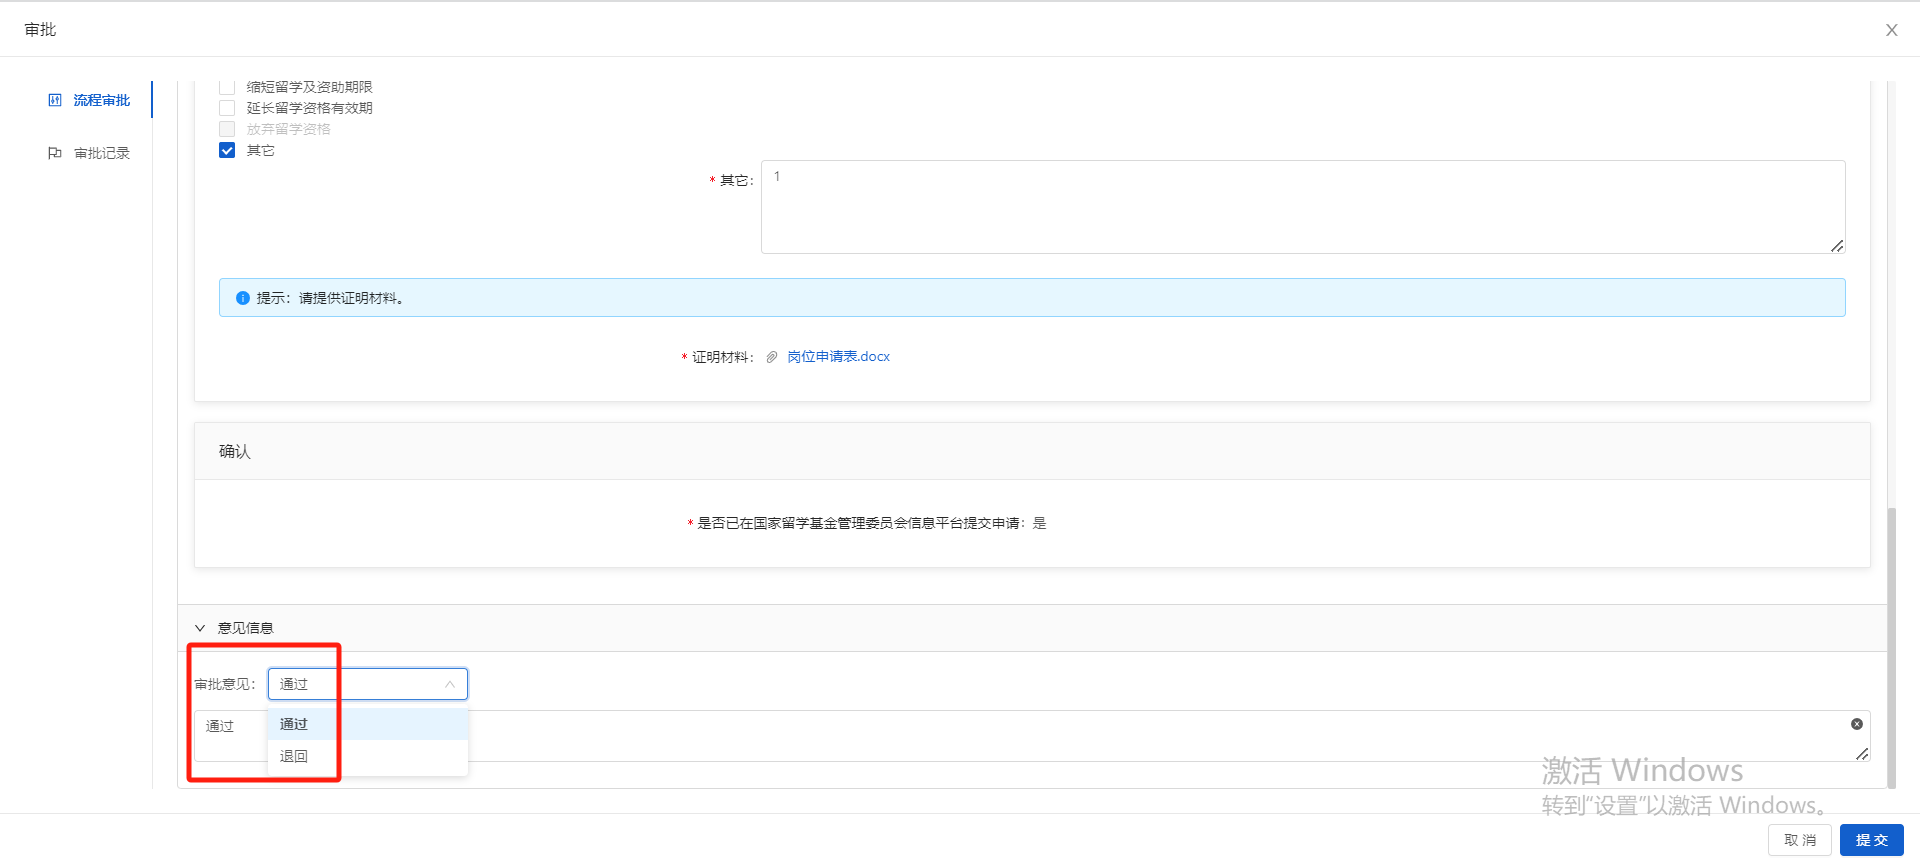 审批
流程审批
审批记录
缩短留学及资助期限
延长留学资格有效期
放弃留学资格
其它
* 其它：
1
提示：请提供证明材料。
* 证明材料： 岗位申请表.docx
确认
* 是否已在国家留学基金管理委员会信息平台提交申请：是
意见信息
审批意见： 通过
通过
通过
退回
激活 Windows
转到“设置”以激活 Windows。
取 消 提 交